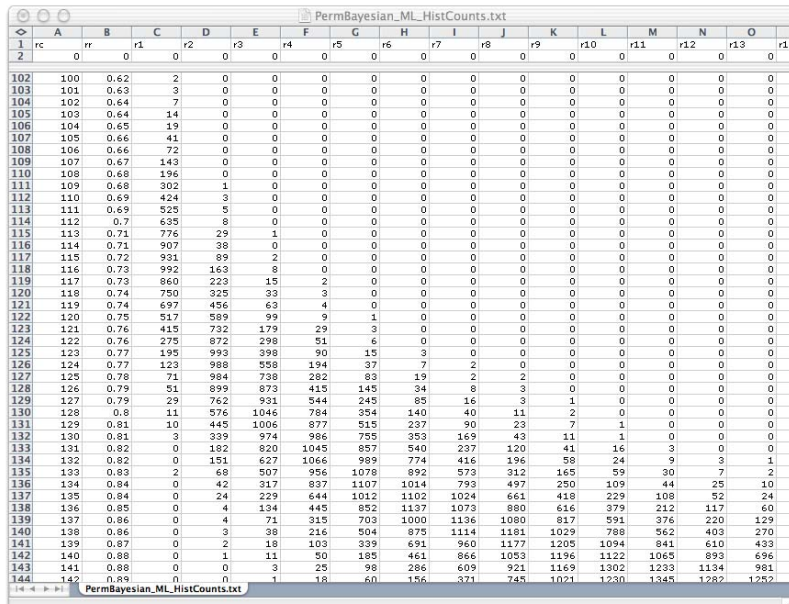 PermBayesian_ML_HistCounts.txt
A B C D E F G H I J K L M N O
1 rc rr r1 r2 r3 r4 r5 r6 r7 r8 r9 r10 r11 r12 r13 r1
2 0 0 0 0 0 0 0 0 0 0 0 0 0 0 0
102 100 0.62 2 0 0 0 0 0 0 0 0 0 0 0 0
103 101 0.63 3 0 0 0 0 0 0 0 0 0 0 0 0
104 102 0.64 7 0 0 0 0 0 0 0 0 0 0 0 0
105 103 0.64 14 0 0 0 0 0 0 0 0 0 0 0 0
106 104 0.65 19 0 0 0 0 0 0 0 0 0 0 0 0
107 105 0.66 41 0 0 0 0 0 0 0 0 0 0 0 0
108 106 0.66 72 0 0 0 0 0 0 0 0 0 0 0 0
109 107 0.67 143 0 0 0 0 0 0 0 0 0 0 0 0
110 108 0.68 196 0 0 0 0 0 0 0 0 0 0 0 0
111 109 0.68 302 1 0 0 0 0 0 0 0 0 0 0 0
112 110 0.69 424 3 0 0 0 0 0 0 0 0 0 0 0
113 111 0.69 525 5 0 0 0 0 0 0 0 0 0 0 0
114 112 0.7 635 8 0 0 0 0 0 0 0 0 0 0 0
115 113 0.71 776 29 1 0 0 0 0 0 0 0 0 0 0
116 114 0.71 907 38 0 0 0 0 0 0 0 0 0 0 0
117 115 0.72 931 89 2 0 0 0 0 0 0 0 0 0 0
118 116 0.73 992 163 8 0 0 0 0 0 0 0 0 0 0
119 117 0.73 860 223 15 2 0 0 0 0 0 0 0 0 0
120 118 0.74 750 325 33 3 0 0 0 0 0 0 0 0 0
121 119 0.74 697 456 63 4 0 0 0 0 0 0 0 0 0
122 120 0.75 517 589 99 9 1 0 0 0 0 0 0 0 0
123 121 0.76 415 732 179 29 3 0 0 0 0 0 0 0 0
124 122 0.76 275 872 298 51 6 0 0 0 0 0 0 0 0
125 123 0.77 195 993 398 90 15 3 0 0 0 0 0 0 0
126 124 0.77 123 988 558 194 37 7 2 0 0 0 0 0 0
127 125 0.78 71 984 738 282 83 19 2 2 0 0 0 0 0
128 126 0.79 51 899 873 415 145 34 8 3 0 0 0 0 0
129 127 0.79 29 762 931 544 245 85 16 3 1 0 0 0 0
130 128 0.8 11 576 1046 784 354 140 40 11 2 0 0 0 0
131 129 0.81 10 445 1006 877 515 237 90 23 7 1 0 0 0
132 130 0.81 3 339 974 986 755 353 169 43 11 1 0 0 0
133 131 0.82 0 182 820 1045 857 540 237 120 41 16 3 0 0
134 132 0.82 0 151 627 1066 989 774 416 196 58 24 9 3 1
135 133 0.83 2 68 507 956 1078 892 573 312 165 59 30 7 2
136 134 0.84 0 42 317 837 1107 1014 793 497 250 109 44 25 10
137 135 0.84 0 24 229 644 1012 1102 1024 661 418 229 108 52 24
138 136 0.85 0 4 134 445 852 1137 1073 880 616 379 212 117 60
139 137 0.86 0 4 71 315 703 1000 1136 1080 817 591 376 220 129
140 138 0.86 0 3 38 216 504 875 1114 1181 1029 788 562 403 270
141 139 0.87 0 2 18 103 339 691 960 1177 1205 1094 841 610 433
142 140 0.88 0 1 11 50 185 461 866 1053 1196 1122 1065 893 696
143 141 0.88 0 0 3 25 98 286 609 921 1169 1302 1233 1134 981
144 142 0.89 0 0 1 18 60 156 371 745 1021 1230 1345 1282 1252
PermBayesian_ML_HistCounts.txt